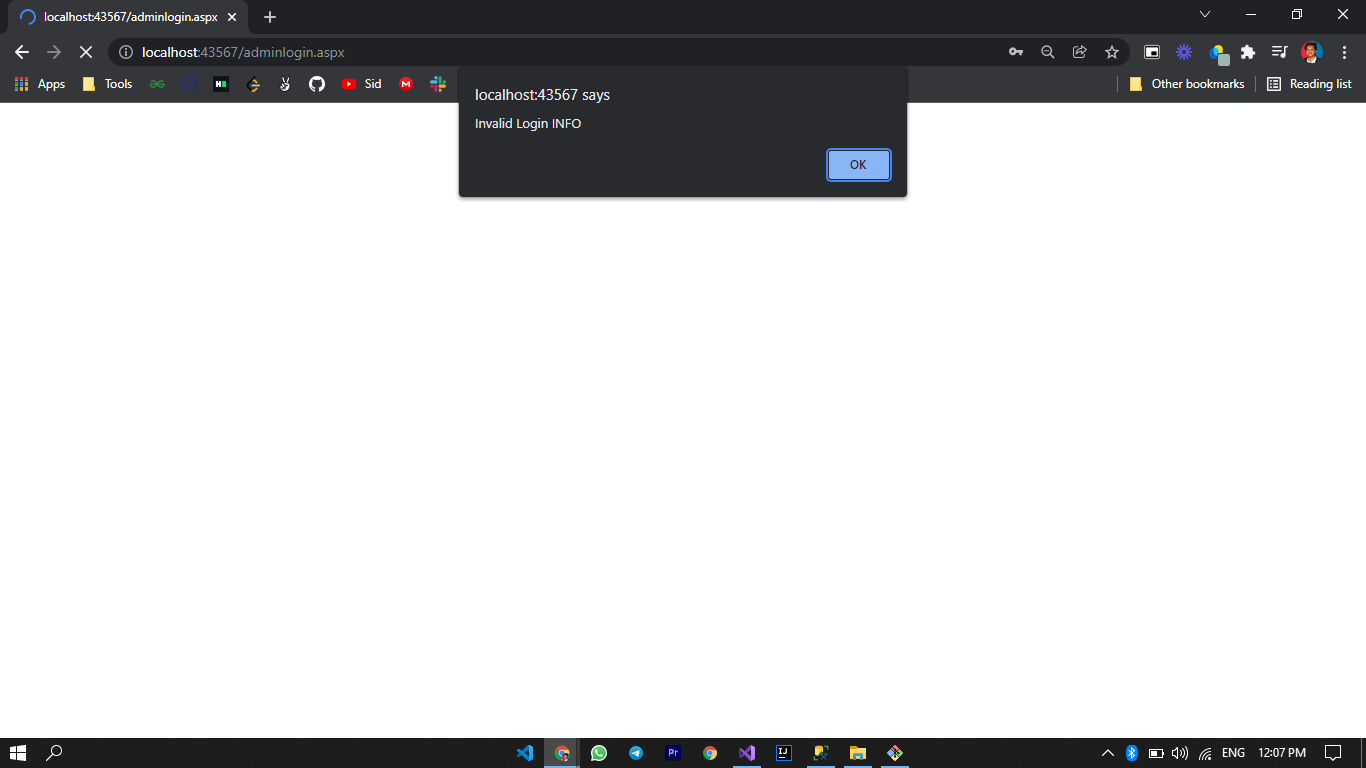 localhost:43567/adminlogin.aspx
localhost:43567/adminlogin.aspx
Apps Tools Sid Other bookmarks Reading list
localhost:43567 says
Invalid Login INFO
OK
ENG 12:07 PM